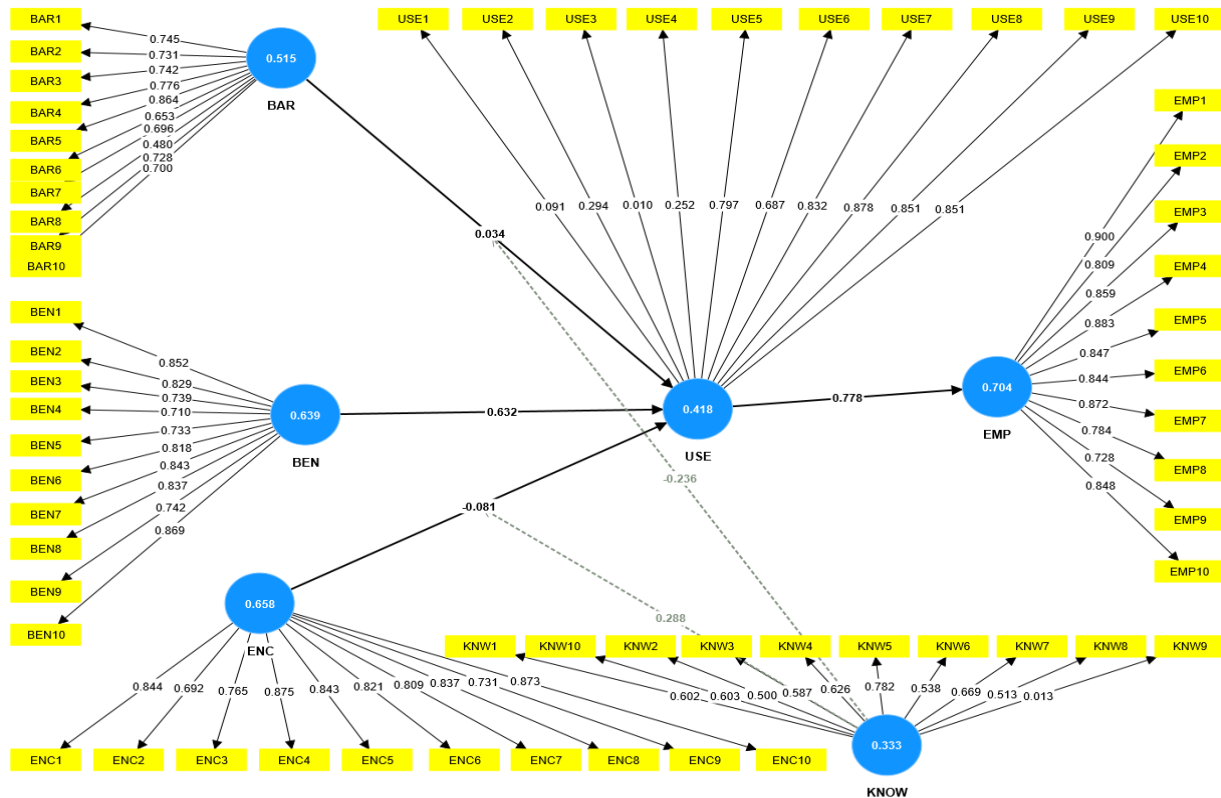 BAR1
BAR2
BAR3
BAR4
BAR5
BAR6
BAR7
BAR8
BAR9
BAR10
0.745
0.731
0.742
0.776
0.864
0.653
0.696
0.480
0.728
0.700
0.515
BAR
USE1 USE2 USE3 USE4 USE5 USE6 USE7 USE8 USE9 USE10
0.091 0.294 0.010 0.252 0.797 0.687 0.832 0.878 0.851 0.851
0.034
EMP1
EMP2
EMP3
EMP4
EMP5
EMP6
EMP7
EMP8
EMP9
EMP10
0.900
0.809
0.859
0.883
0.847
0.844
0.872
0.784
0.728
0.848
0.704
EMP
BEN1
BEN2
BEN3
BEN4
BEN5
BEN6
BEN7
BEN8
BEN9
BEN10
0.852
0.829
0.739
0.710
0.733
0.818
0.843
0.837
0.742
0.869
0.639
BEN
0.632
0.418
USE
0.778
-0.236
-0.081
0.288
0.658
ENC
0.844 0.692 0.765 0.875 0.843 0.821 0.809 0.837 0.731 0.873
ENC1 ENC2 ENC3 ENC4 ENC5 ENC6 ENC7 ENC8 ENC9 ENC10
KNW1 KNW10 KNW2 KNW3 KNW4 KNW5 KNW6 KNW7 KNW8 KNW9
0.602 0.603 0.500 0.587 0.626 0.782 0.538 0.669 0.513 0.013
0.333
KNOW